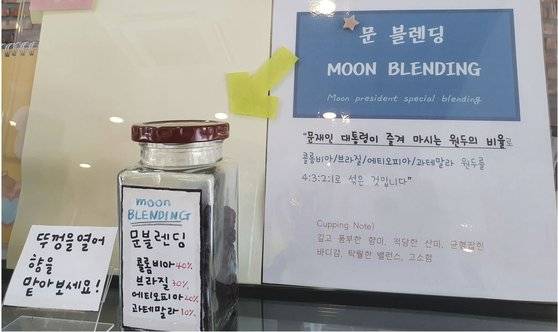 문 블렌딩
MOON BLENDING
Moon president special blending
"문재인 대통령이 즐겨 마시는 원두의 비율로
콜롬비아/브라질/에티오피아/과테말라 원두를
4:3:2:1로 섞은 것입니다"
Cupping Note)
깊고 풍부한 향미, 적당한 산미, 균형잡힌
바디감, 탁월한 밸런스, 고소함
moon
BLENDING
문블렌딩
콜롬비아 40%
브라질 30%
에티오피아 20%
과테말라 10%
뚜껑을 열어
향을
맡아보세요!